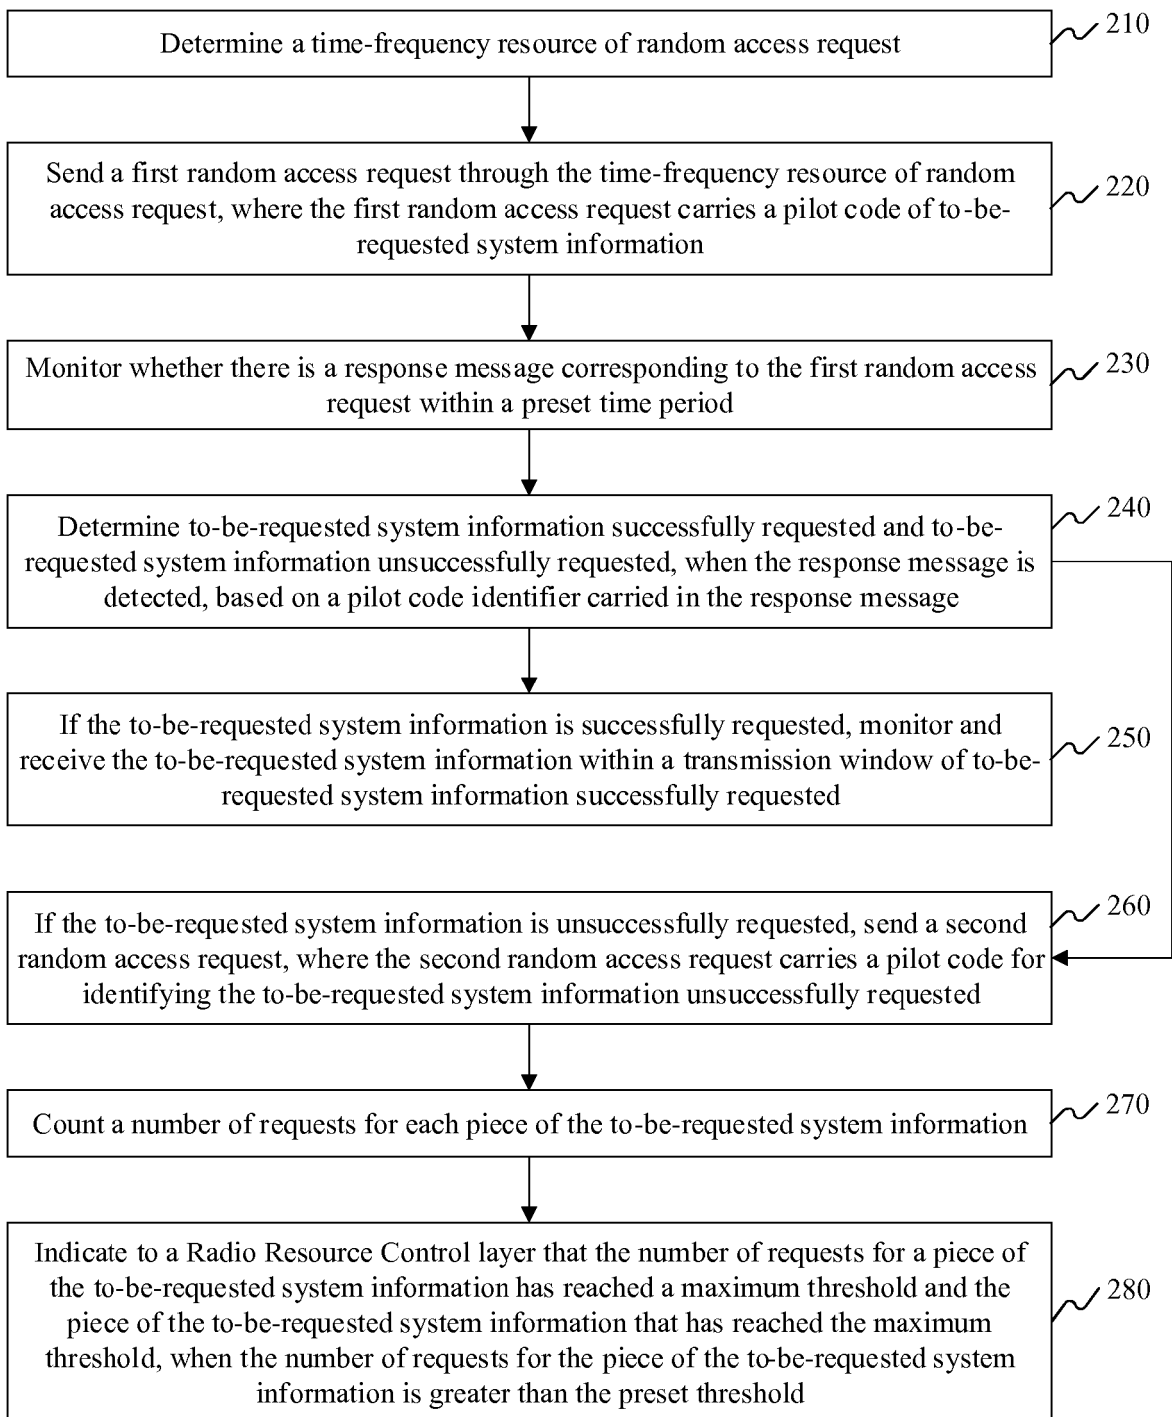 Determine a time-frequency resource of random access request
210
Send a first random access request through the time-frequency resource of random
access request, where the first random access request carries a pilot code of to-be-
requested system information
220
Monitor whether there is a response message corresponding to the first random access
request within a preset time period
230
Determine to-be-requested system information successfully requested and to-be-
requested system information unsuccessfully requested, when the response message is
detected, based on a pilot code identifier carried in the response message
240
If the to-be-requested system information is successfully requested, monitor and
receive the to-be-requested system information within a transmission window of to-be-
requested system information successfully requested
250
If the to-be-requested system information is unsuccessfully requested, send a second
random access request, where the second random access request carries a pilot code for
identifying the to-be-requested system information unsuccessfully requested
260
Count a number of requests for each piece of the to-be-requested system information
270
Indicate to a Radio Resource Control layer that the number of requests for a piece of
the to-be-requested system information has reached a maximum threshold and the
piece of the to-be-requested system information that has reached the maximum
threshold, when the number of requests for the piece of the to-be-requested system
information is greater than the preset threshold
280